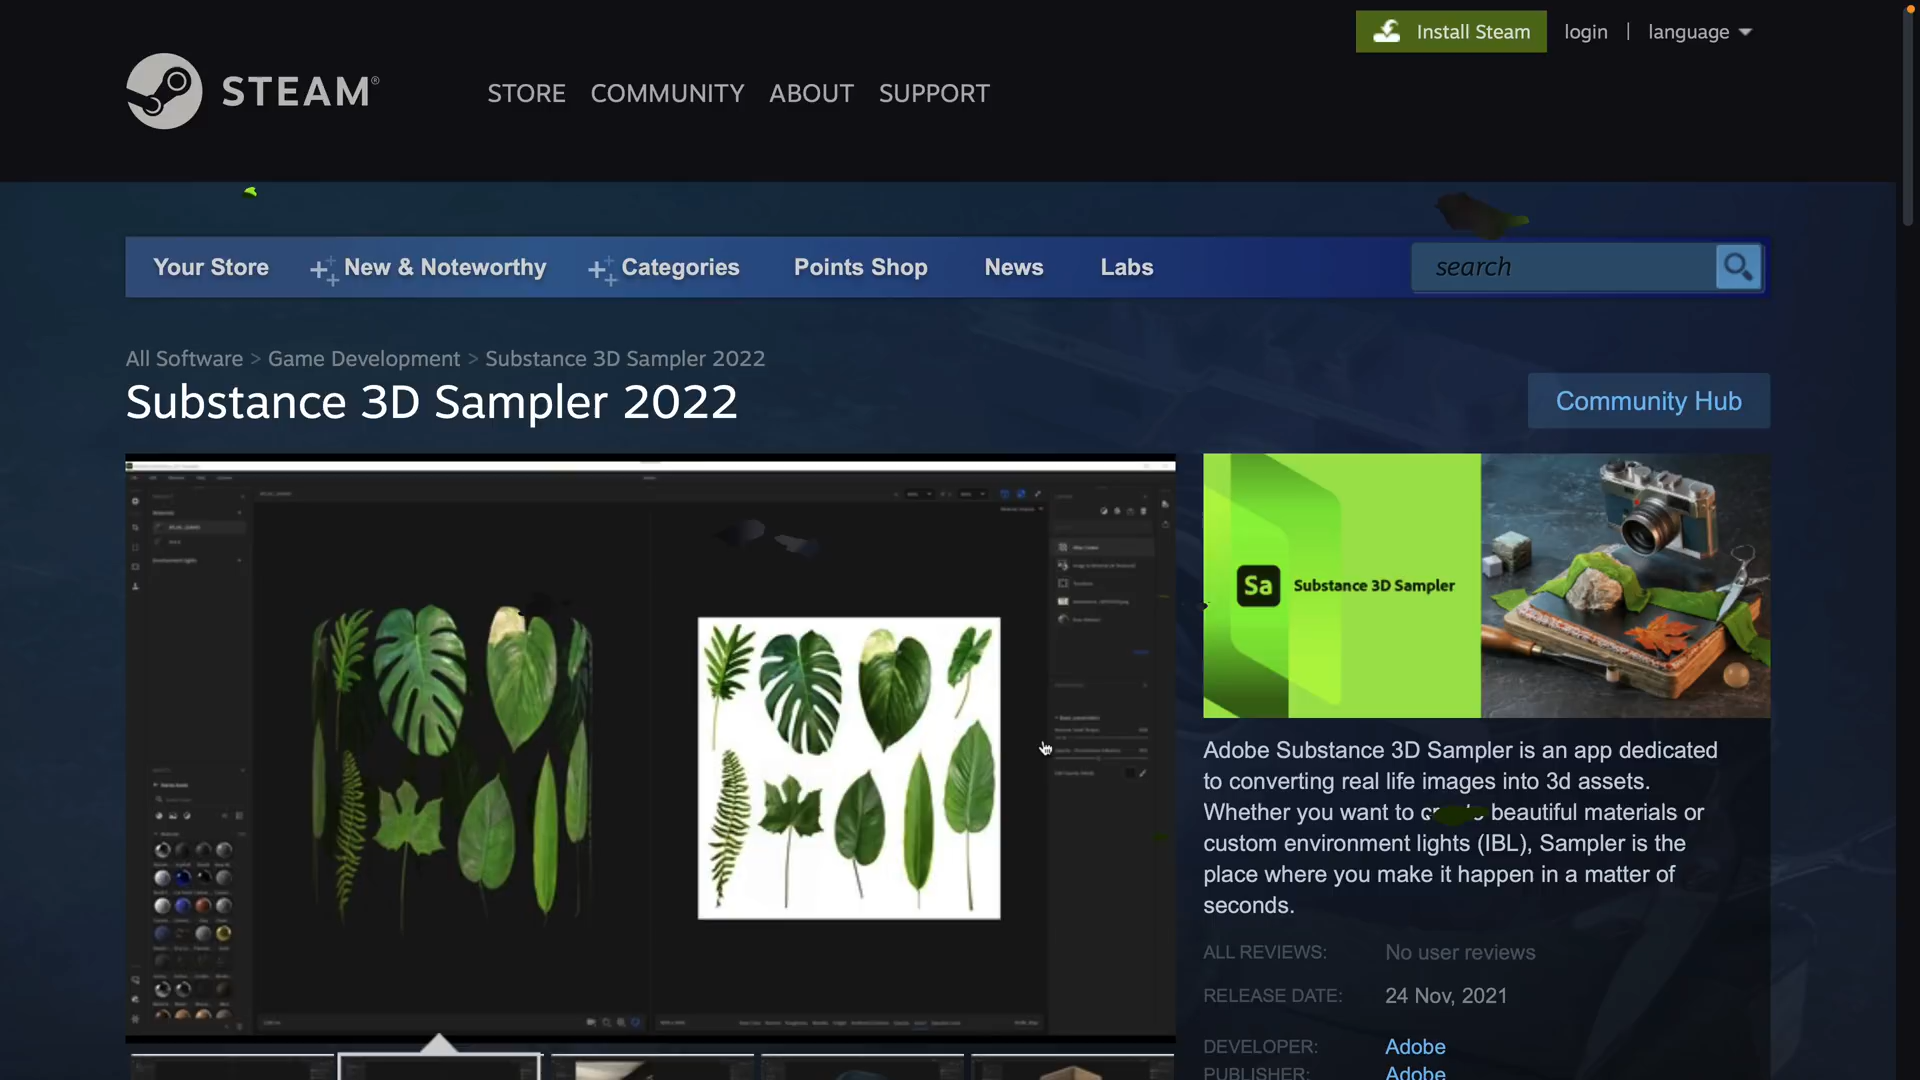 Install Steam
login | language
STEAM®
STORE COMMUNITY ABOUT SUPPORT
Your Store
New & Noteworthy
Categories
Points Shop
News
Labs
search
All Software > Game Development > Substance 3D Sampler 2022
Substance 3D Sampler 2022
Community Hub
Sa Substance 3D Sampler
Adobe Substance 3D Sampler is an app dedicated
to converting real life images into 3d assets.
Whether you want to beautiful materials or
custom environment lights (IBL), Sampler is the
place where you make it happen in a matter of
seconds.
ALL REVIEWS: No user reviews
RELEASE DATE: 24 Nov, 2021
DEVELOPER: Adobe
PUBLISHER: Adobe